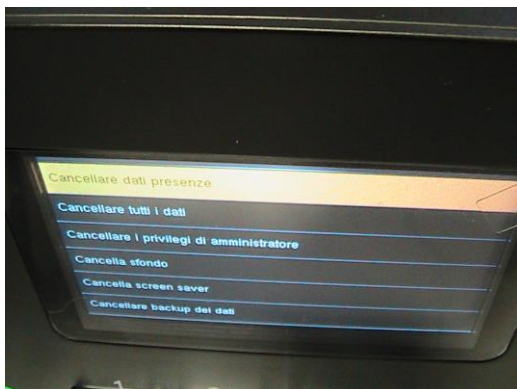 Cancellare dati presenze
Cancellare tutti i dati
Cancellare i privilegi di amministratore
Cancella sfondo
Cancella screen saver
Cancellare backup dei dati